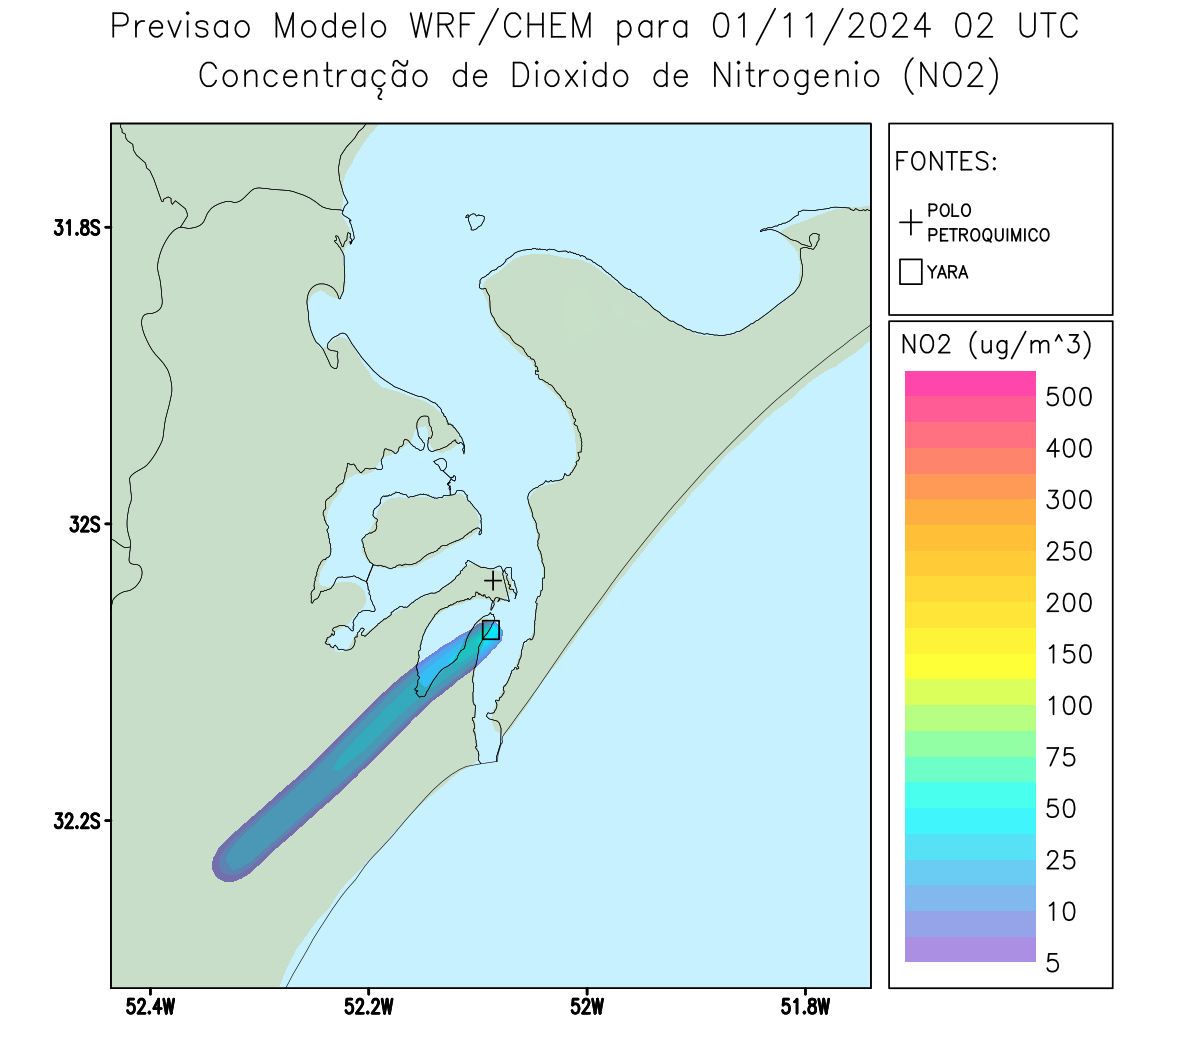 Previsao Modelo WRF/CHEM para 01/11/2024 02 UTC
Concentração de Dioxido de Nitrogenio (NO2)
FONTES:
POLO
PETROQUIMICO
YARA
NO2 (ug/m^3)
500
400
300
250
200
150
100
75
50
25
10
5
31.8S
32S
32.2S
52.4W
52.2W
52W
51.8W